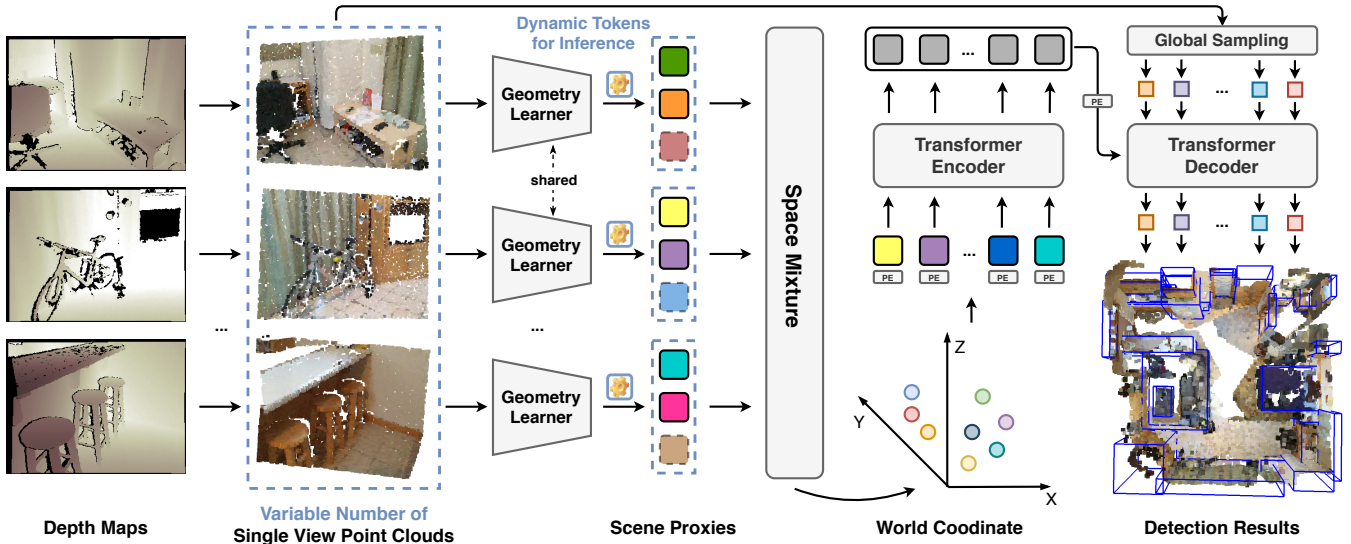 Dynamic Tokens
for Inference
Global Sampling
Geometry
Learner
...
...
PE
Transformer
Encoder
Transformer
Decoder
shared
Space Mixture
Geometry
Learner
...
...
PE
PE
PE
PE
...
...
Geometry
Learner
Z
Y
X
Variable Number of
Single View Point Clouds
Depth Maps
Scene Proxies
World Coodinate
Detection Results